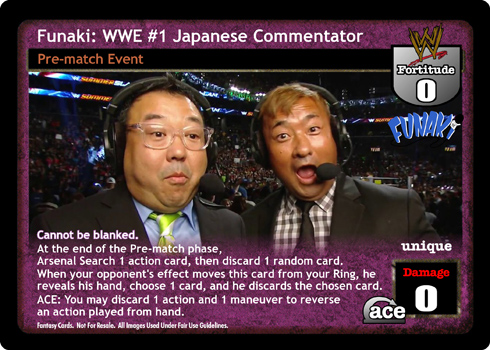 Funaki: WWE #1 Japanese Commentator
Pre-match Event
W
Fortitude
0
FUNAKI
Cannot be blanked.
At the end of the Pre-match phase,
Arsenal Search 1 action card, then discard 1 random card.
When your opponent's effect moves this card from your Ring, he
reveals his hand, choose 1 card, and he discards the chosen card.
ACE: You may discard 1 action and 1 maneuver to reverse
an action played from hand.
unique
Damage
0
ace
Fantasy Cards. Not For Resale. All Images Used Under Fair Use Guidelines.